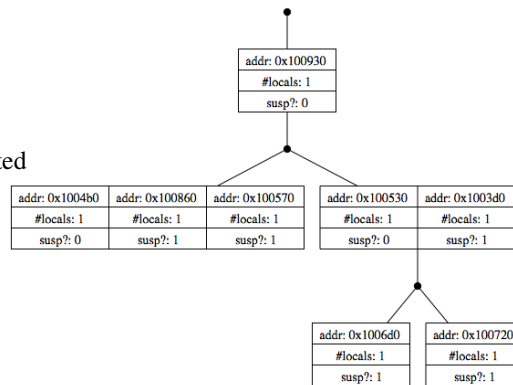 addr: 0x100930
#locals: 1
susp?: 0
addr: 0x1004b0 addr: 0x100860 addr: 0x100570 addr: 0x100530 addr: 0x1003d0
#locals: 1 #locals: 1 #locals: 1 #locals: 1 #locals: 1
susp?: 0 susp?: 1 susp?: 1 susp?: 0 susp?: 1
addr: 0x1006d0 addr: 0x100720
#locals: 1 #locals: 1
susp?: 1 susp?: 1